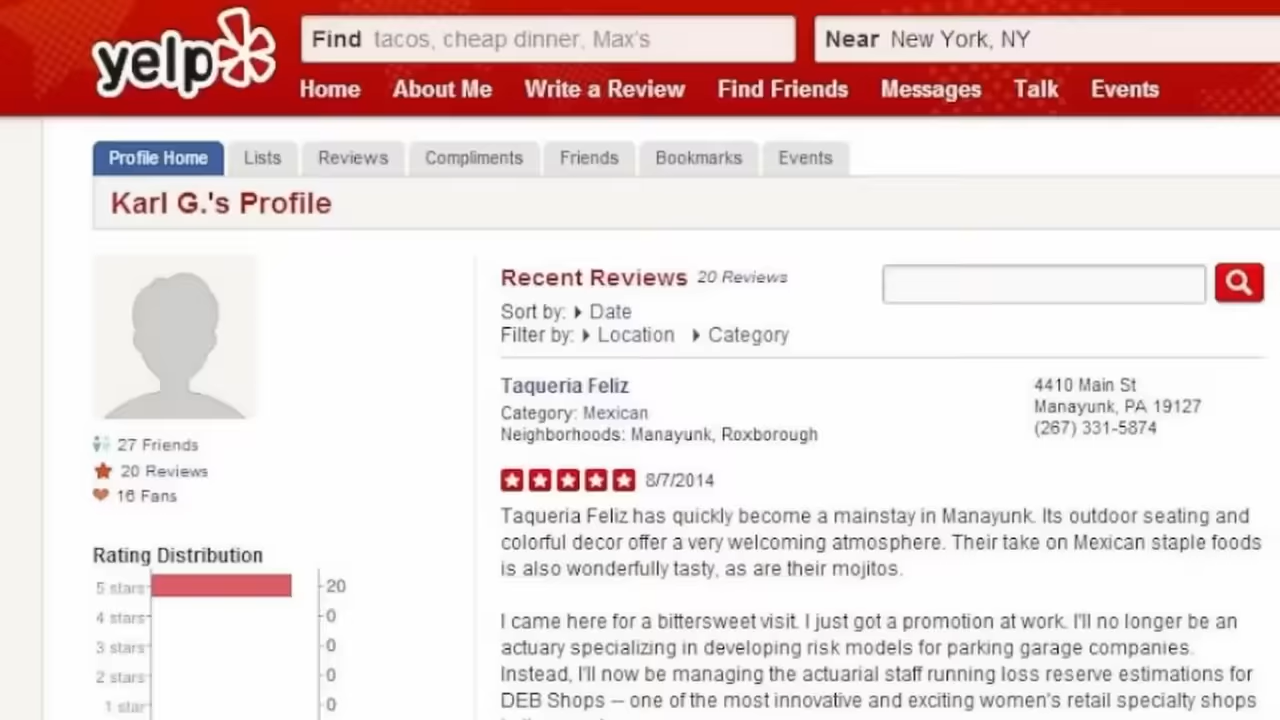 yelp
Find tacos, cheap dinner, Max's
Near New York, NY
Home About Me Write a Review Find Friends Messages Talk Events
Profile Home Lists Reviews Compliments Friends Bookmarks Events
Karl G.'s Profile
27 Friends
20 Reviews
16 Fans
Rating Distribution
5 stars 20
4 stars 0
3 stars 0
2 stars 0
1 star 0
Recent Reviews 20 Reviews
Sort by: Date
Filter by: Location Category
Taqueria Feliz
Category: Mexican
Neighborhoods: Manayunk, Roxborough
4410 Main St
Manayunk, PA 19127
(267) 331-5874
8/7/2014
Taqueria Feliz has quickly become a mainstay in Manayunk. Its outdoor seating and
colorful decor offer a very welcoming atmosphere. Their take on Mexican staple foods
is also wonderfully tasty, as are their mojitos.
I came here for a bittersweet visit. I just got a promotion at work. I'll no longer be an
actuary specializing in developing risk models for parking garage companies.
Instead, I'll now be managing the actuarial staff running loss reserve estimations for
DEB Shops – one of the most innovative and exciting women's retail specialty shops